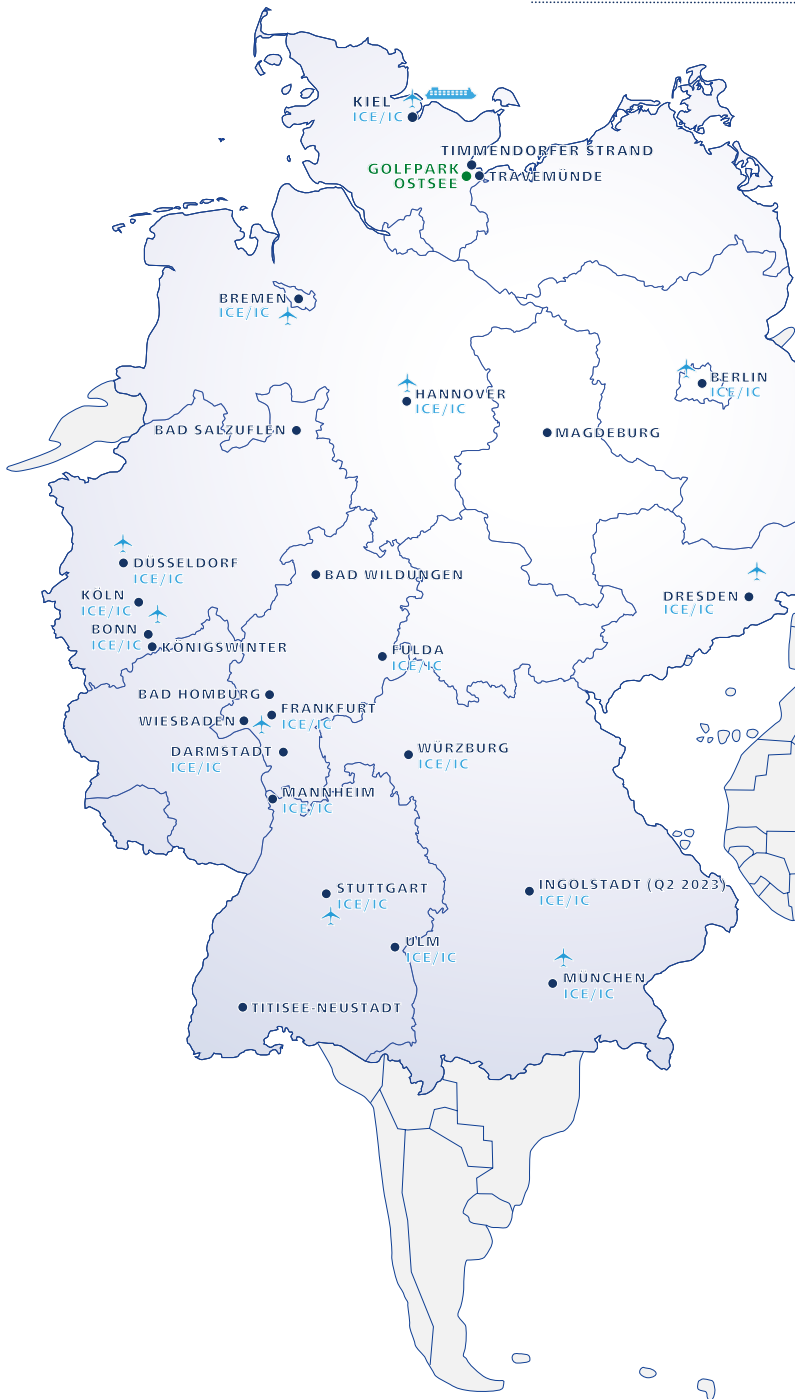 KIEL
ICE/IC
TIMMENDORFER STRAND
GOLFPARK
OSTSEE
TRAVEMÜNDE
BREMEN
ICE/IC
BERLIN
ICE/IC
HANNOVER
ICE/IC
BAD SALZUFLEN
MAGDEBURG
DÜSSELDORF
ICE/IC
BAD WILDUNGEN
KÖLN
ICE/IC
DRESDEN
ICE/IC
BONN
ICE/IC
KÖNIGSWINTER
FULDA
ICE/IC
BAD HOMBURG
FRANKFURT
ICE/IC
WIESBADEN
DARMSTADT
ICE/IC
WÜRZBURG
ICE/IC
MANNHEIM
ICE/IC
STUTTGART
ICE/IC
INGOLSTADT (Q2 2023)
ICE/IC
ULM
ICE/IC
MÜNCHEN
ICE/IC
TITISEE-NEUSTADT